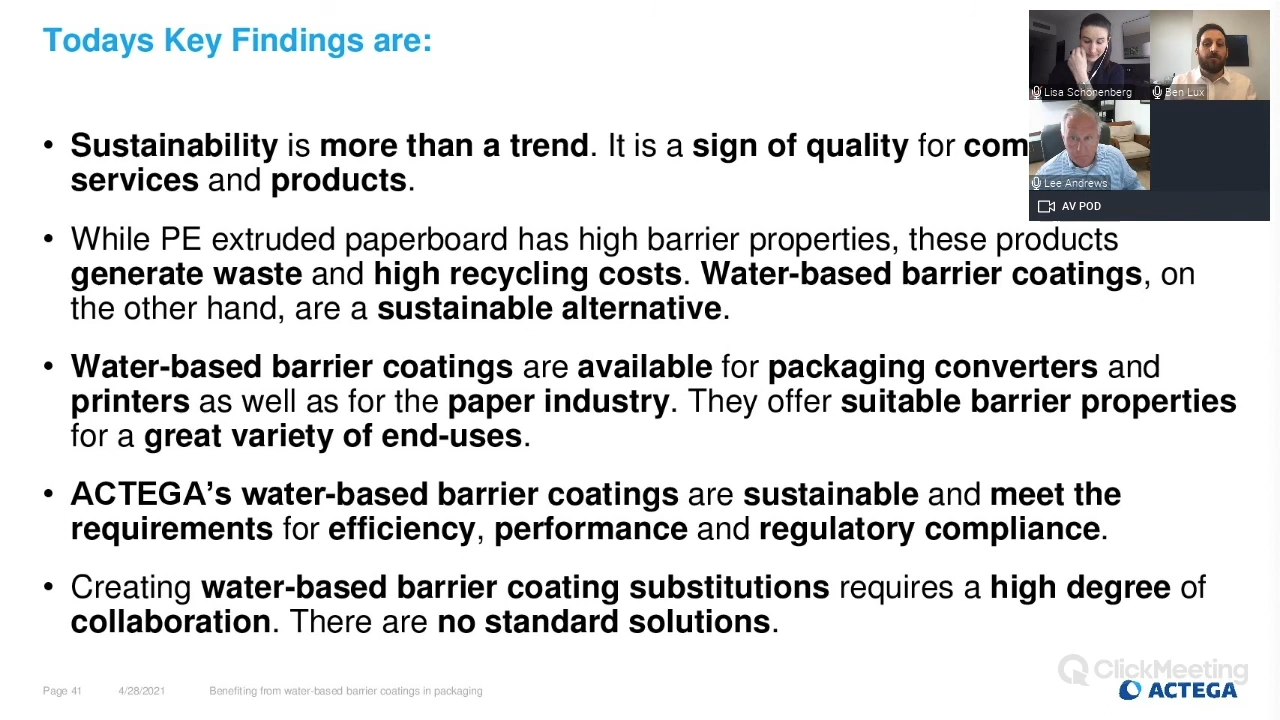 Todays Key Findings are:
Lisa Schönenberg
Ben Lux
Lee Andrews
AV POD
• Sustainability is more than a trend. It is a sign of quality for com
services and products.
• While PE extruded paperboard has high barrier properties, these products
generate waste and high recycling costs. Water-based barrier coatings, on
the other hand, are a sustainable alternative.
• Water-based barrier coatings are available for packaging converters and
printers as well as for the paper industry. They offer suitable barrier properties
for a great variety of end-uses.
• ACTEGA’s water-based barrier coatings are sustainable and meet the
requirements for efficiency, performance and regulatory compliance.
• Creating water-based barrier coating substitutions requires a high degree of
collaboration. There are no standard solutions.
ClickMeeting
Page 41 4/28/2021 Benefiting from water-based barrier coatings in packaging
ACTEGA